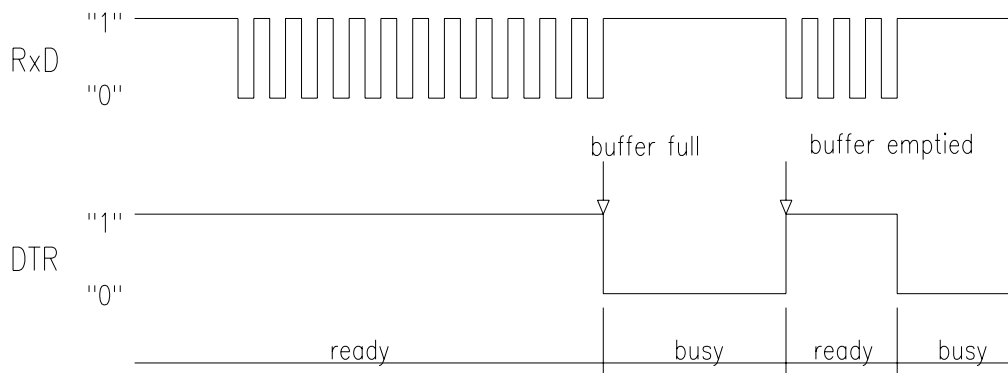 "1"
RxD
"0"
buffer full
buffer emptied
"1"
DTR
"0"
ready busy ready busy